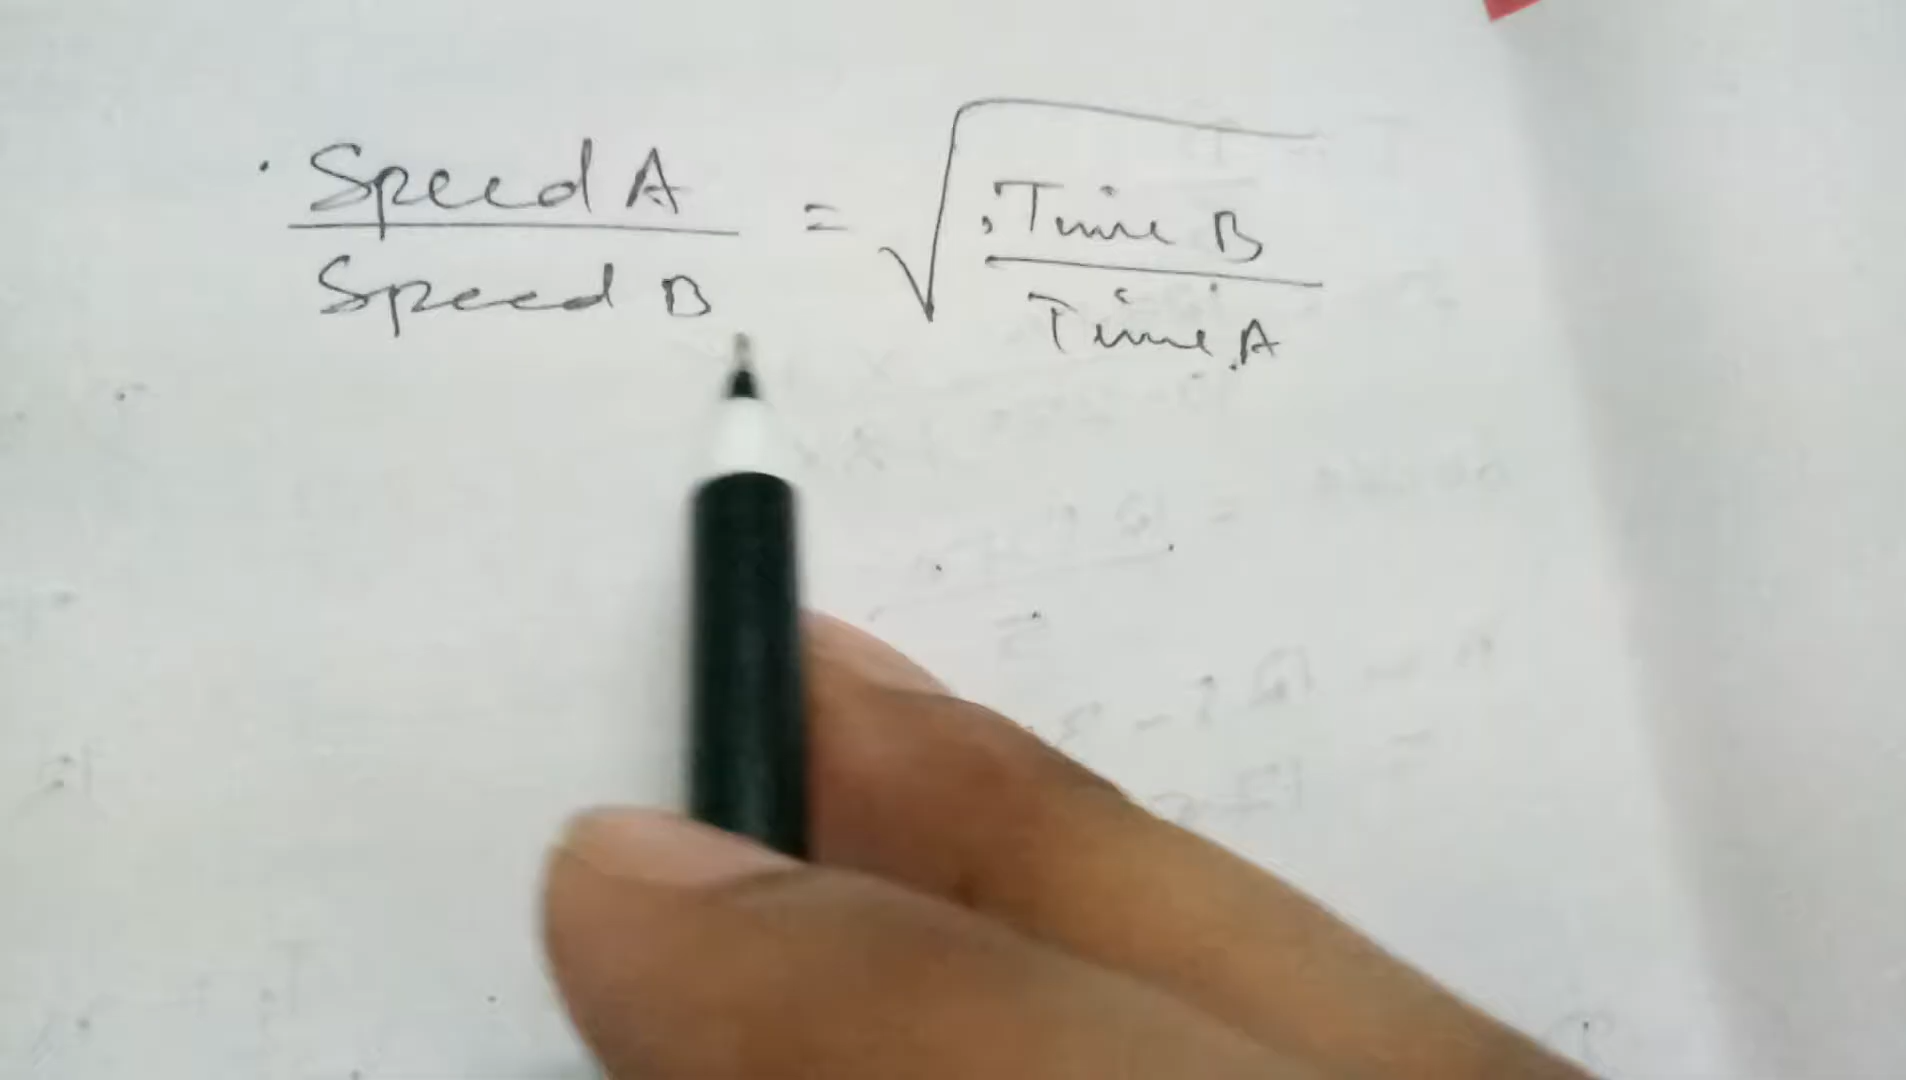 Speed A / Speed B = √(Time B / Time A)